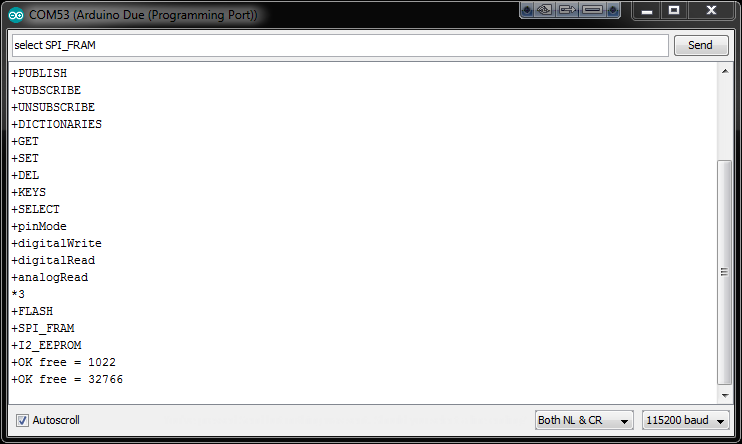 COM53 (Arduino Due (Programming Port))
select SPI_FRAM
Send
+PUBLISH
+SUBSCRIBE
+UNSUBSCRIBE
+DICTIONARIES
+GET
+SET
+DEL
+KEYS
+SELECT
+pinMode
+digitalWrite
+digitalRead
+analogRead
*3
+FLASH
+SPI_FRAM
+I2_EEPROM
+OK free = 1022
+OK free = 32766
Autoscroll
Both NL & CR
115200 baud